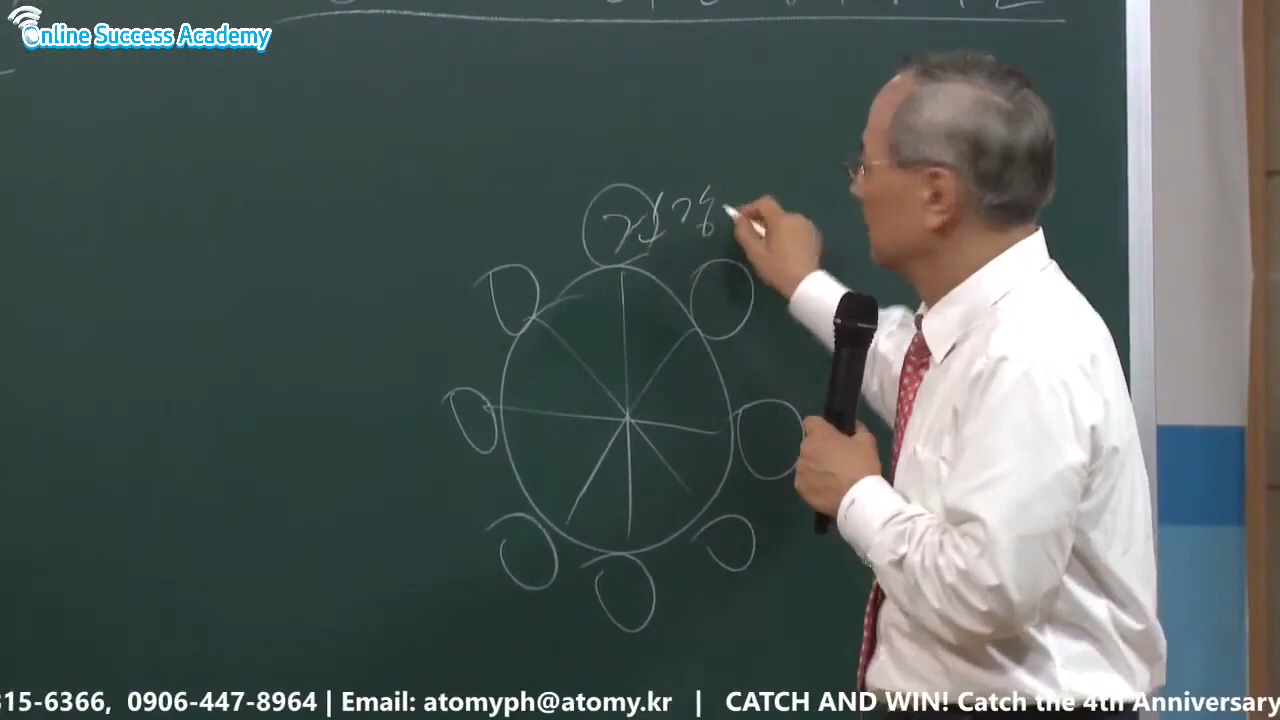 Online Success Academy
315-6366, 0906-447-8964 | Email: atomyph@atomy.kr | CATCH AND WIN! Catch the 4th Anniversary